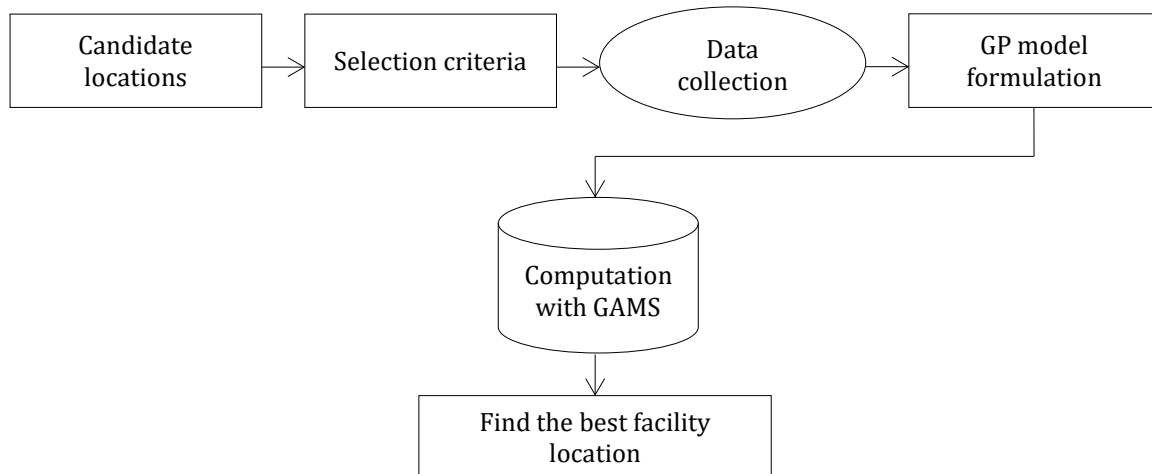 Candidate
locations
Selection criteria
Data
collection
GP model
formulation
Computation
with GAMS
Find the best facility
location